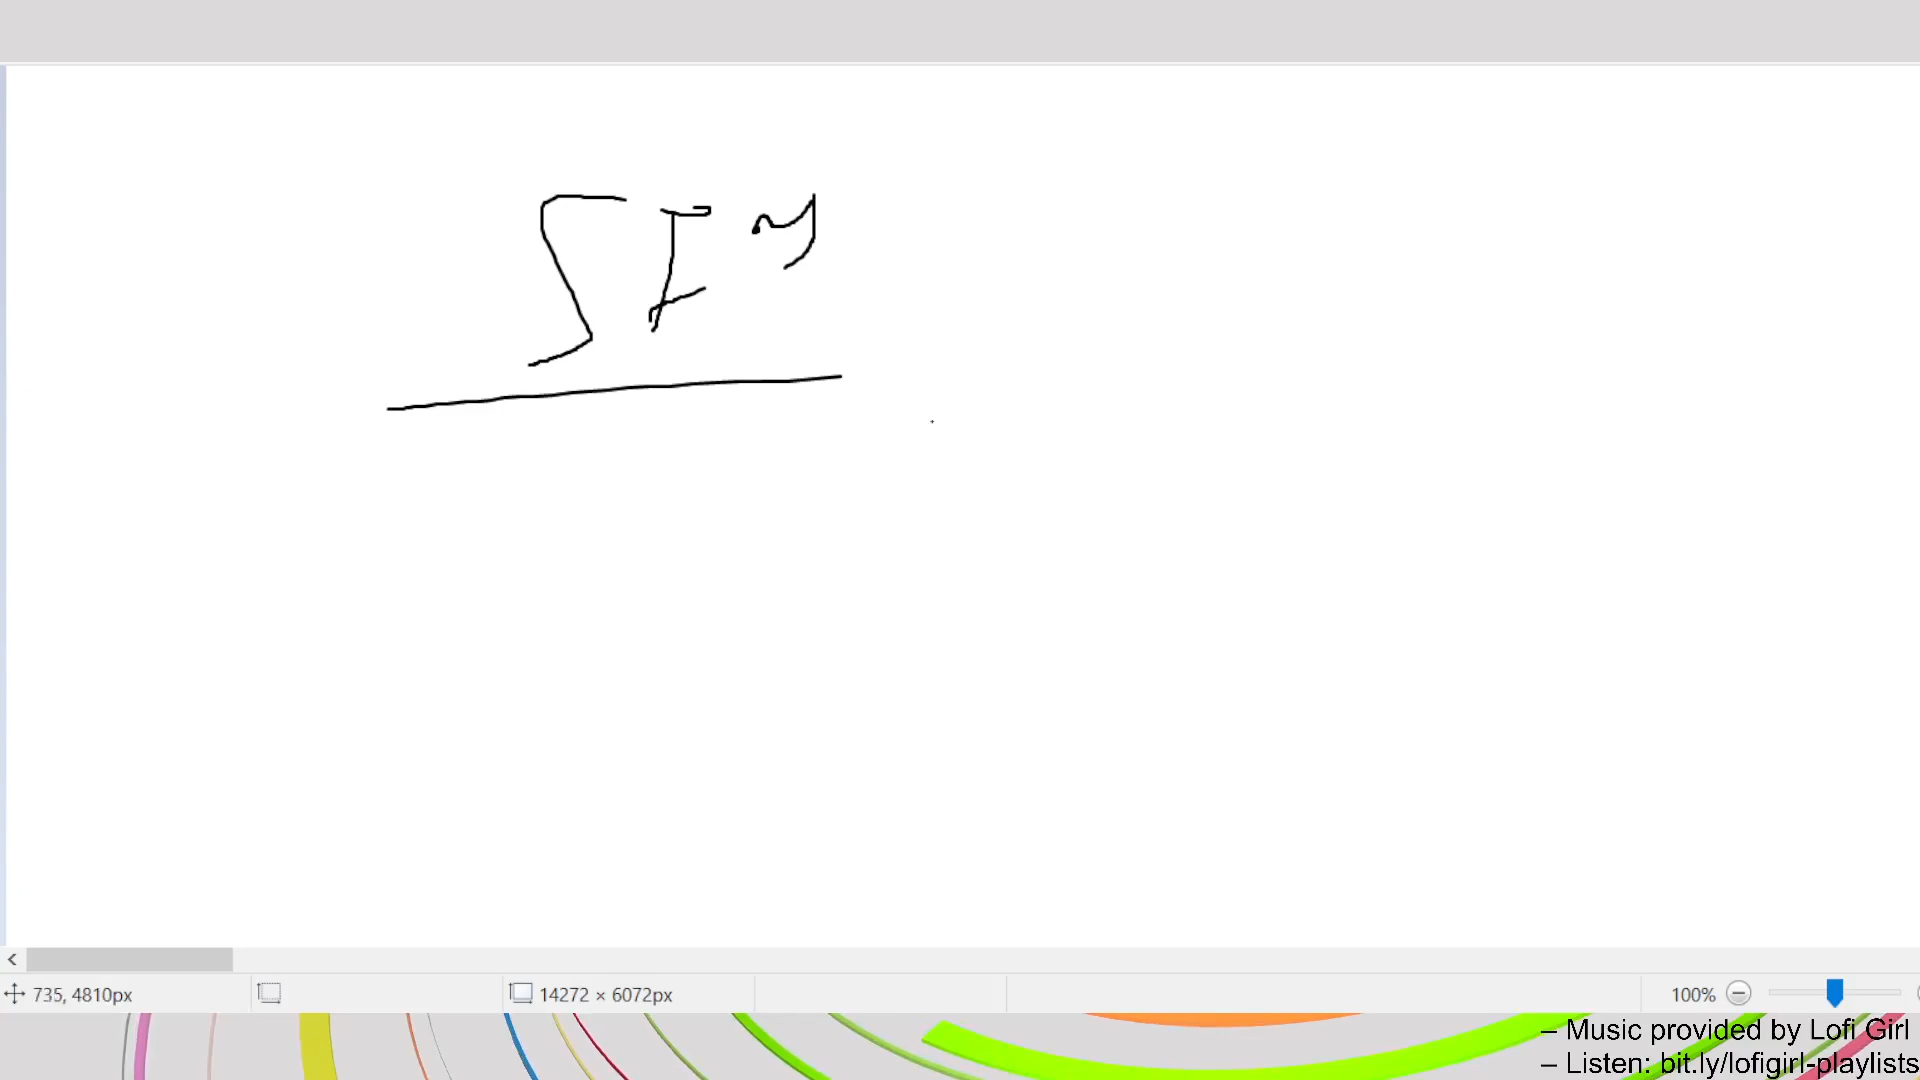 735, 4810px
14272 × 6072px
100%
– Music provided by Lofi Girl
– Listen: bit.ly/lofigirl-playlists